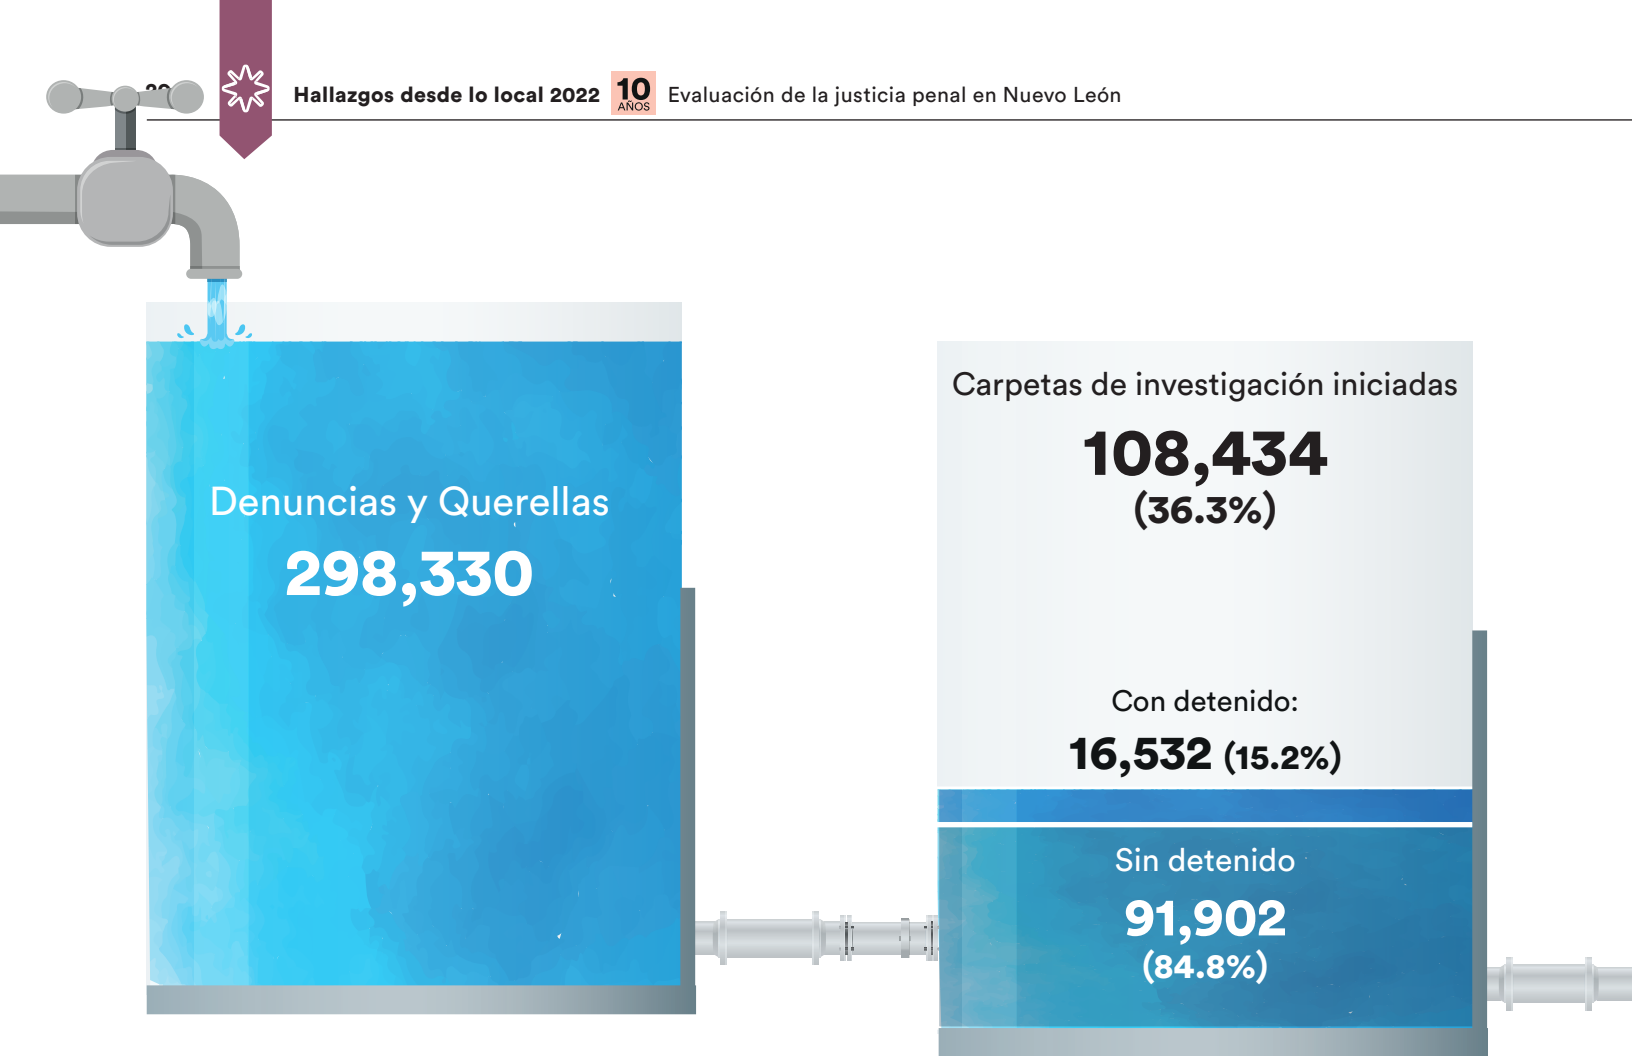 Hallazgos desde lo local 2022 10 AÑOS Evaluación de la justicia penal en Nuevo León
Denuncias y Querellas
298,330
Carpetas de investigación iniciadas
108,434
(36.3%)
Con detenido:
16,532 (15.2%)
Sin detenido
91,902
(84.8%)